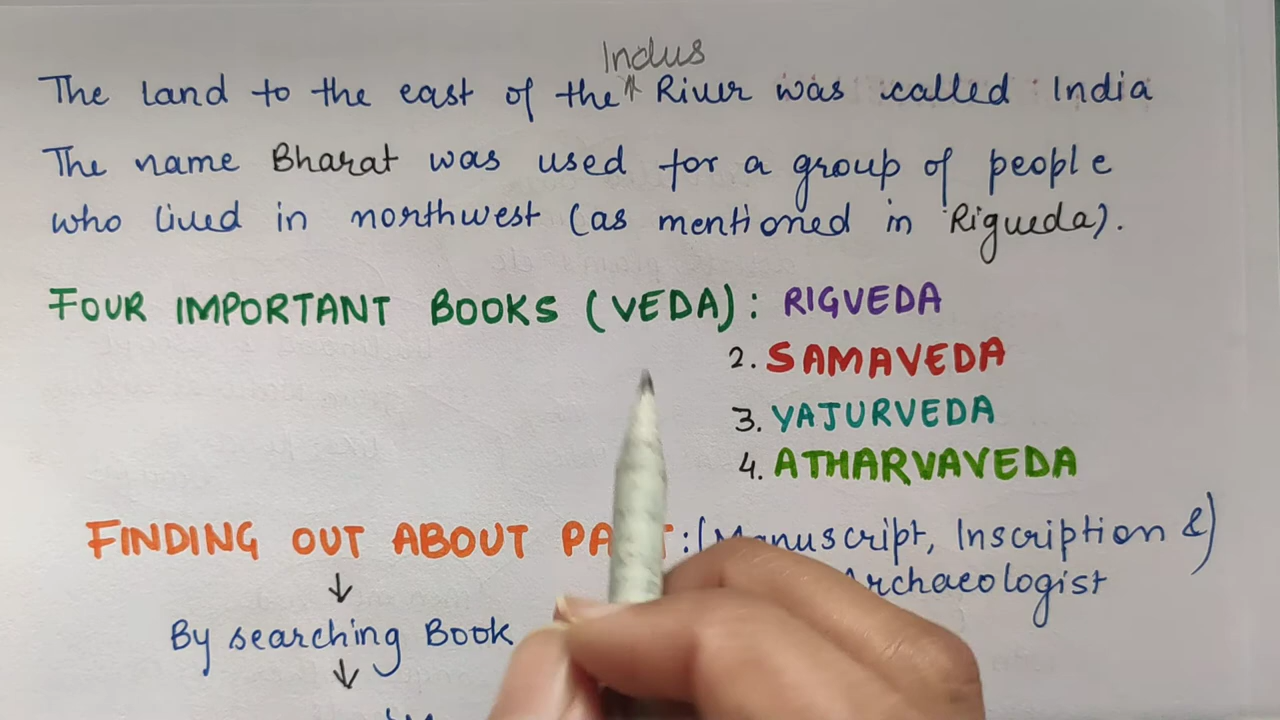 Indus
The land to the east of the River was called India
The name Bharat was used for a group of people
who lived in northwest (as mentioned in Rigveda).
FOUR IMPORTANT BOOKS (VEDA): RIGVEDA
2. SAMAVEDA
3. YAJURVEDA
4. ATHARVAVEDA
FINDING OUT ABOUT : (Manuscript, Inscription &)
Archaeologist
↓
By searching Book
↓